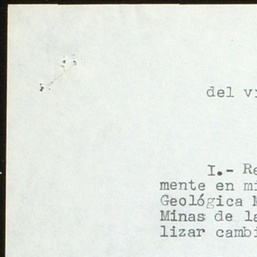 del vi
I.- Re
mente en mi
Geológica M
Minas de la
lizar cambi